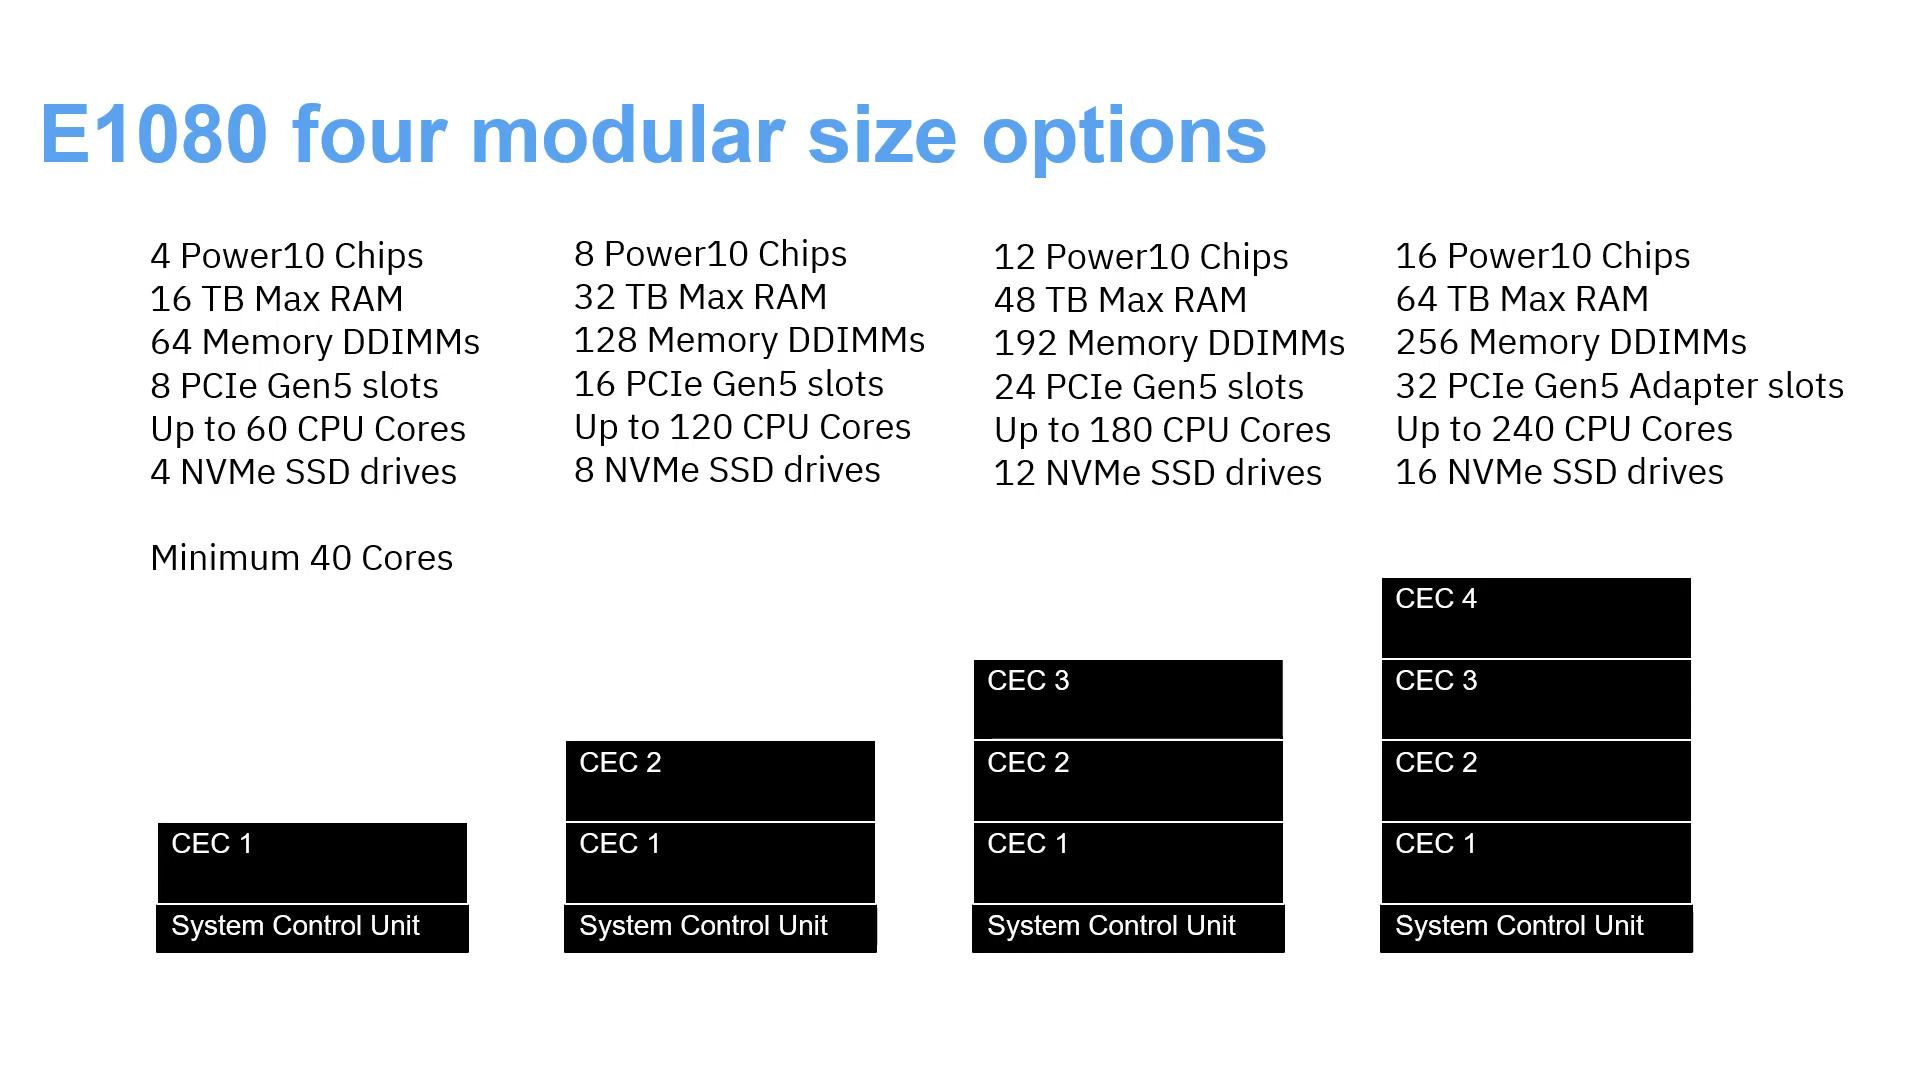 E1080 four modular size options
4 Power10 Chips
16 TB Max RAM
64 Memory DDIMMs
8 PCIe Gen5 slots
Up to 60 CPU Cores
4 NVMe SSD drives
Minimum 40 Cores
8 Power10 Chips
32 TB Max RAM
128 Memory DDIMMs
16 PCIe Gen5 slots
Up to 120 CPU Cores
8 NVMe SSD drives
12 Power10 Chips
48 TB Max RAM
192 Memory DDIMMs
24 PCIe Gen5 slots
Up to 180 CPU Cores
12 NVMe SSD drives
16 Power10 Chips
64 TB Max RAM
256 Memory DDIMMs
32 PCIe Gen5 Adapter slots
Up to 240 CPU Cores
16 NVMe SSD drives
CEC 1
System Control Unit
CEC 2
CEC 1
System Control Unit
CEC 3
CEC 2
CEC 1
System Control Unit
CEC 4
CEC 3
CEC 2
CEC 1
System Control Unit